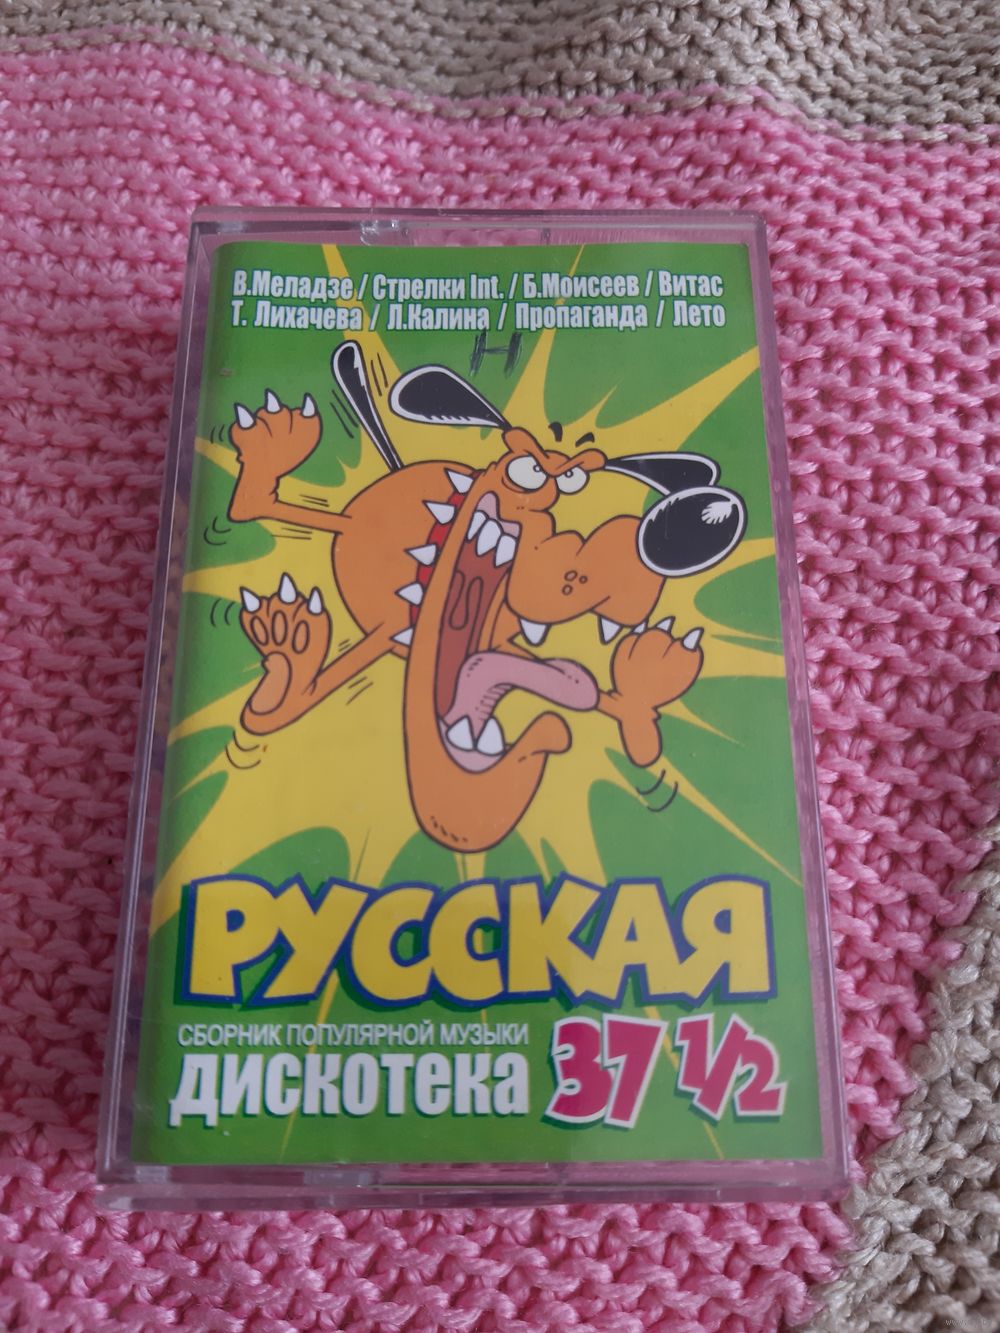 В.Меладзе / Стрелки Int. / Б.Моисеев / Витас
Т. Лихачева / Л.Калина / Пропаганда / Лето
Н
РУССКАЯ
СБОРНИК ПОПУЛЯРНОЙ МУЗЫКИ
ДИСКОТЕКА 37 1/2